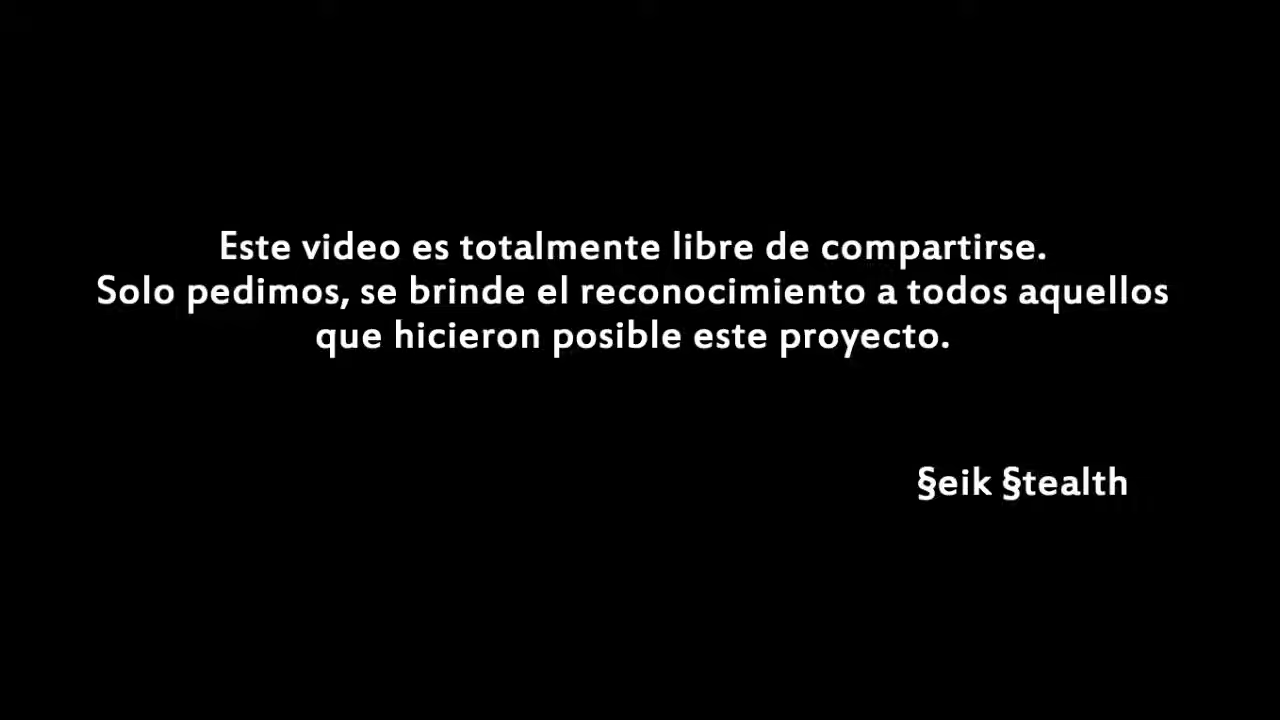 Este video es totalmente libre de compartirse.
Solo pedimos, se brinde el reconocimiento a todos aquellos
que hicieron posible este proyecto.
§eik §tealth